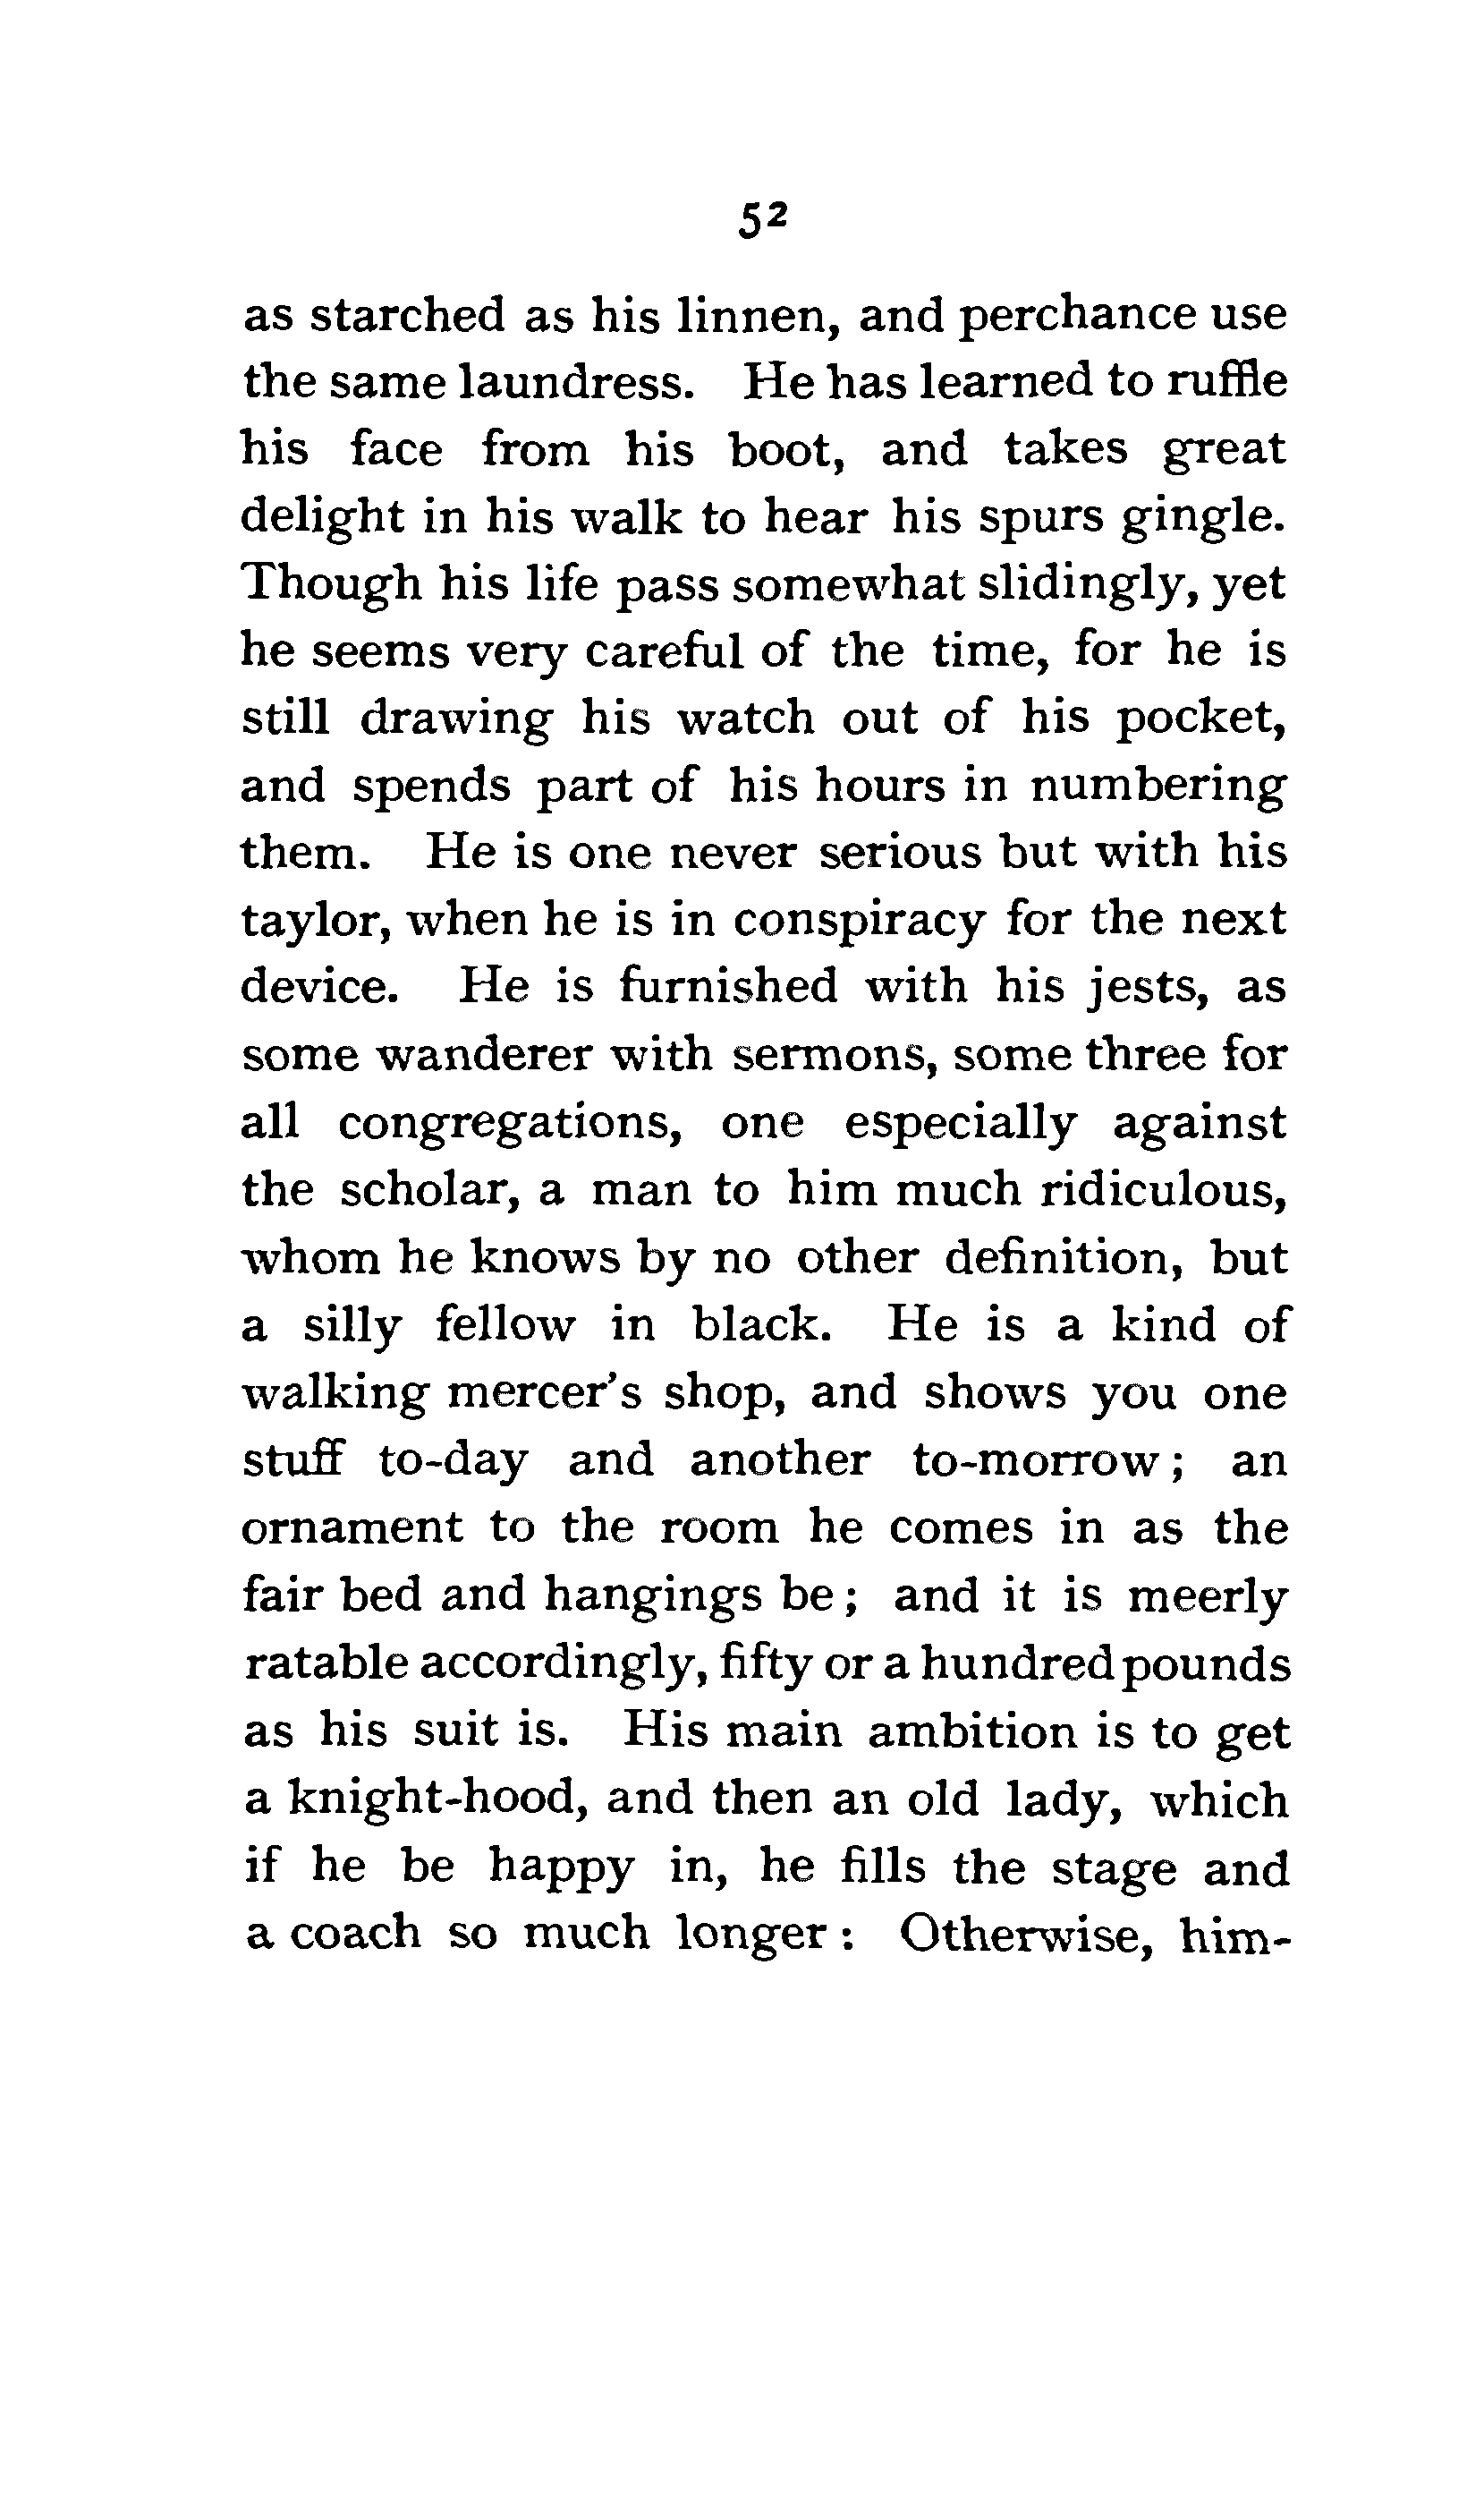 52
as starched as his linnen, and perchance use
the same laundress. He has learned to ruffle
his face from his boot, and takes great
delight in his walk to hear his spurs gingle.
Though his life pass somewhat slidingly, yet
he seems very careful of the time, for he is
still drawing his watch out of his pocket,
and spends part of his hours in numbering
them. He is one never serious but with his
taylor, when he is in conspiracy for the next
device. He is furnished with his jests, as
some wanderer with sermons, some three for
all congregations, one especially against
the scholar, a man to him much ridiculous,
whom he knows by no other definition, but
a silly fellow in black. He is a kind of
walking mercer's shop, and shows you one
stuff to-day and another to-morrow; an
ornament to the room he comes in as the
fair bed and hangings be; and it is meerly
ratable accordingly, fifty or a hundred pounds
as his suit is. His main ambition is to get
a knight-hood, and then an old lady, which
if he be happy in, he fills the stage and
a coach so much longer: Otherwise, him-